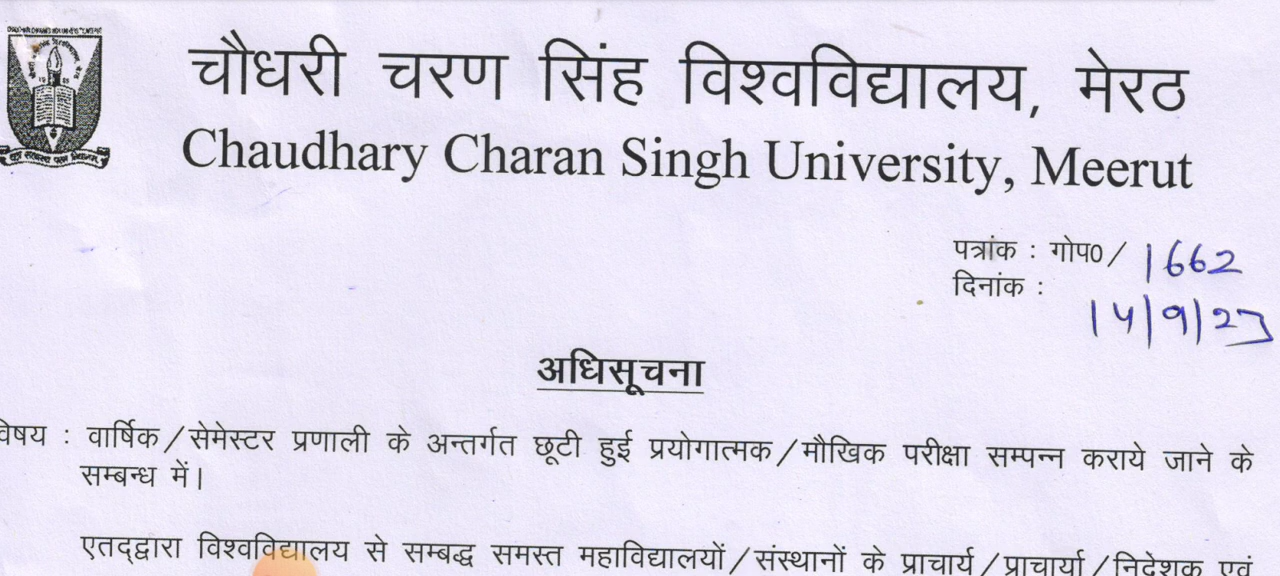 चौधरी चरण सिंह विश्वविद्यालय, मेरठ
Chaudhary Charan Singh University, Meerut
पत्रांक : गोप0/ 1662
दिनांक :
14/9/23
अधिसूचना
विषय : वार्षिक/सेमेस्टर प्रणाली के अन्तर्गत छूटी हुई प्रयोगात्मक/मौखिक परीक्षा सम्पन्न कराये जाने के
सम्बन्ध में।
एतद्द्वारा विश्वविद्यालय से सम्बद्ध समस्त महाविद्यालयों/संस्थानों के प्राचार्य/प्राचार्या/निदेशक एवं